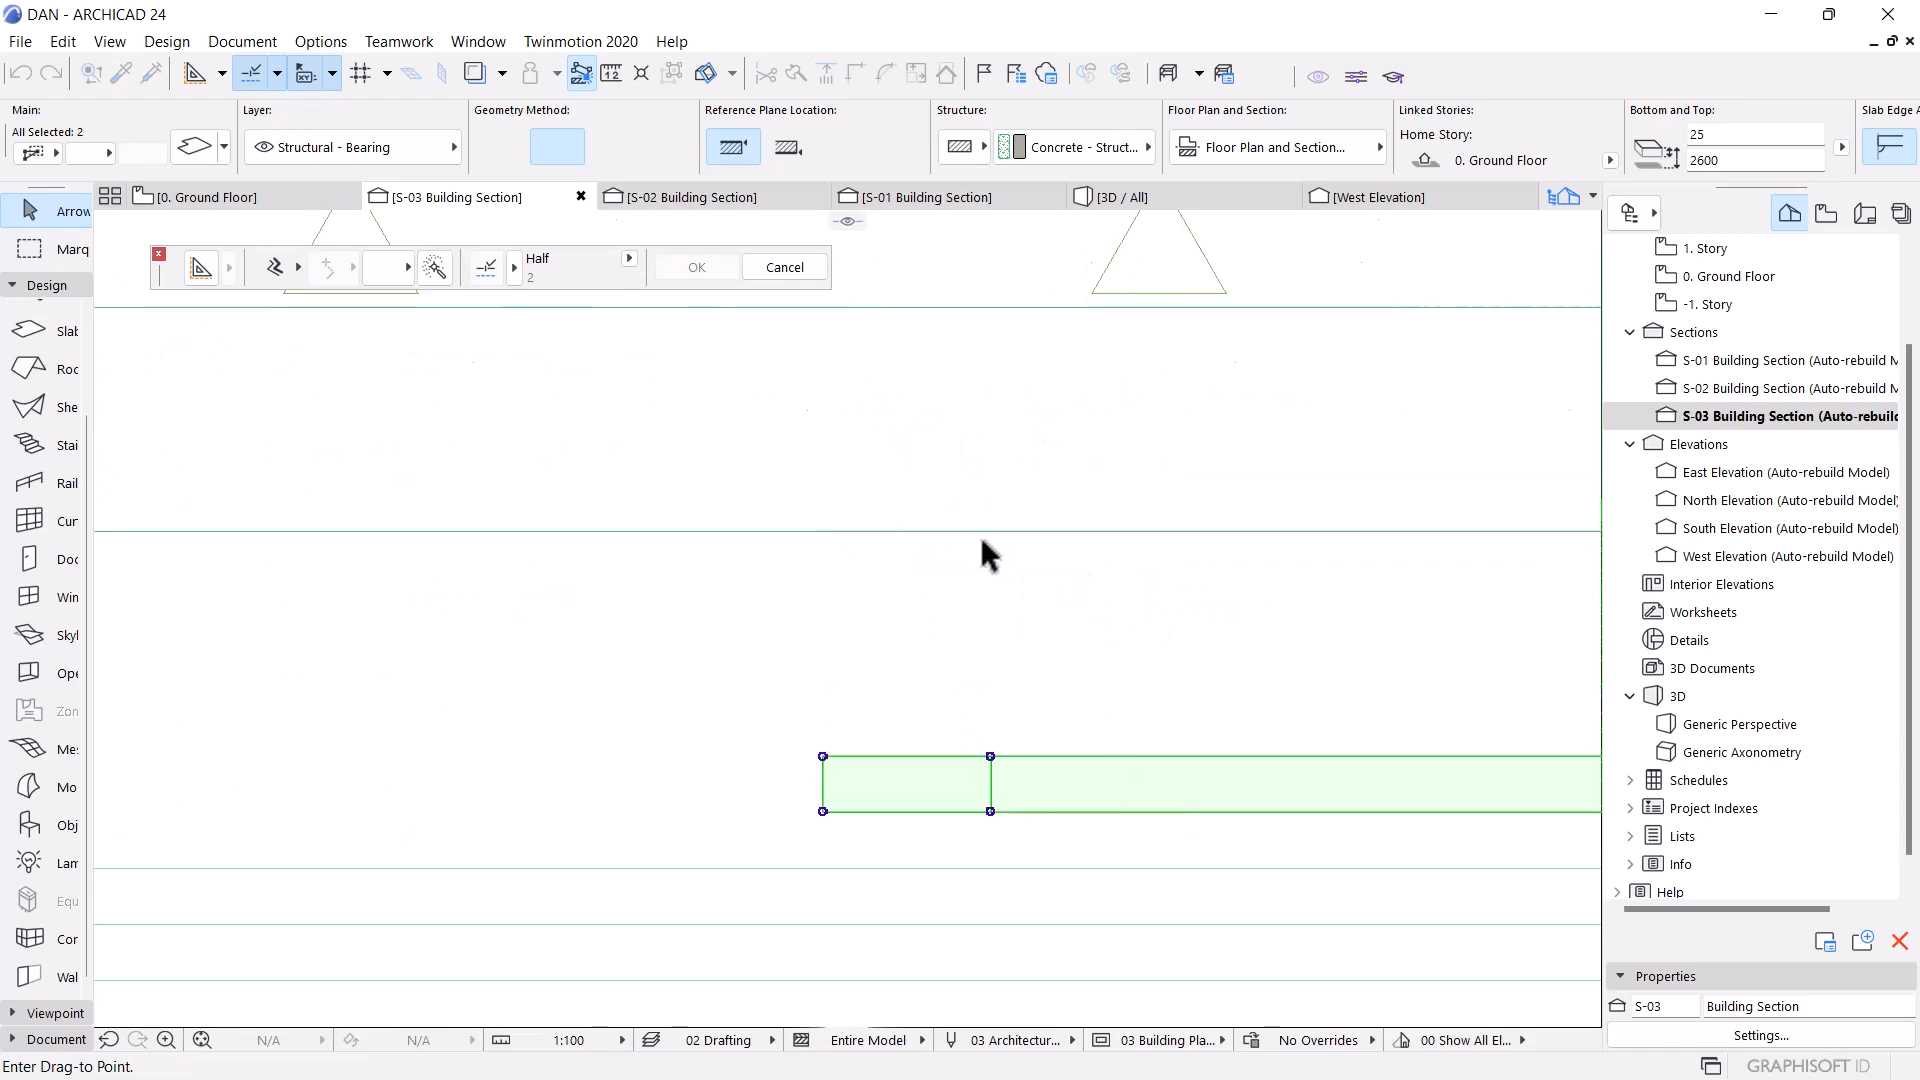 DAN - ARCHICAD 24
File Edit View Design Document Options Teamwork Window Twinmotion 2020 Help
Main:
All Selected: 2
Layer:
Structural - Bearing
Geometry Method:
Reference Plane Location:
Structure:
Concrete - Struct...
Floor Plan and Section:
Floor Plan and Section...
Linked Stories:
Home Story:
0. Ground Floor
Bottom and Top:
25
2600
Slab Edge A
[0. Ground Floor]
[S-03 Building Section]
[S-02 Building Section]
[S-01 Building Section]
[3D / All]
[West Elevation]
Half
2
OK
Cancel
Arrow
Marq
Design
Slab
Roo
She
Stai
Raili
Cur
Doo
Win
Skyl
Ope
Zon
Mes
Mo
Obj
Lam
Equ
Cor
Wal
Viewpoint
Document
1. Story
0. Ground Floor
-1. Story
Sections
S-01 Building Section (Auto-rebuild M
S-02 Building Section (Auto-rebuild M
S-03 Building Section (Auto-rebuild
Elevations
East Elevation (Auto-rebuild Model)
North Elevation (Auto-rebuild Model)
South Elevation (Auto-rebuild Model)
West Elevation (Auto-rebuild Model)
Interior Elevations
Worksheets
Details
3D Documents
3D
Generic Perspective
Generic Axonometry
Schedules
Project Indexes
Lists
Info
Help
Properties
S-03 Building Section
Settings...
N/A N/A 1:100 02 Drafting Entire Model 03 Architectur... 03 Building Pla... No Overrides 00 Show All El...
Enter Drag-to Point.
GRAPHISOFT ID